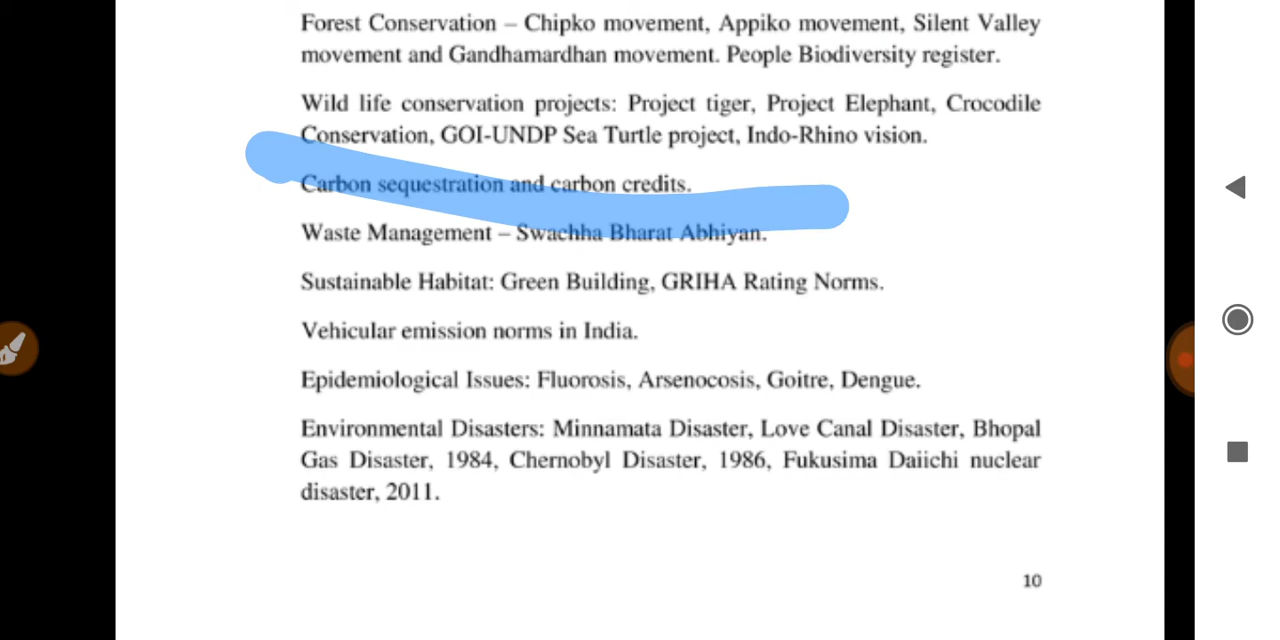 Forest Conservation – Chipko movement, Appiko movement, Silent Valley
movement and Gandhamardhan movement. People Biodiversity register.
Wild life conservation projects: Project tiger, Project Elephant, Crocodile
Conservation, GOI-UNDP Sea Turtle project, Indo-Rhino vision.
Carbon sequestration and carbon credits.
Waste Management – Swachha Bharat Abhiyan.
Sustainable Habitat: Green Building, GRIHA Rating Norms.
Vehicular emission norms in India.
Epidemiological Issues: Fluorosis, Arsenocosis, Goitre, Dengue.
Environmental Disasters: Minnamata Disaster, Love Canal Disaster, Bhopal
Gas Disaster, 1984, Chernobyl Disaster, 1986, Fukusima Daiichi nuclear
disaster, 2011.
10